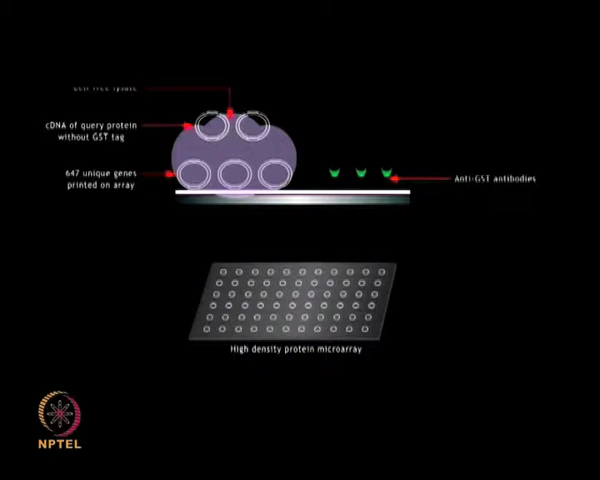 cDNA of query protein
without GST tag
647 unique genes
printed on array
Anti-GST antibodies
High density protein microarray
NPTEL